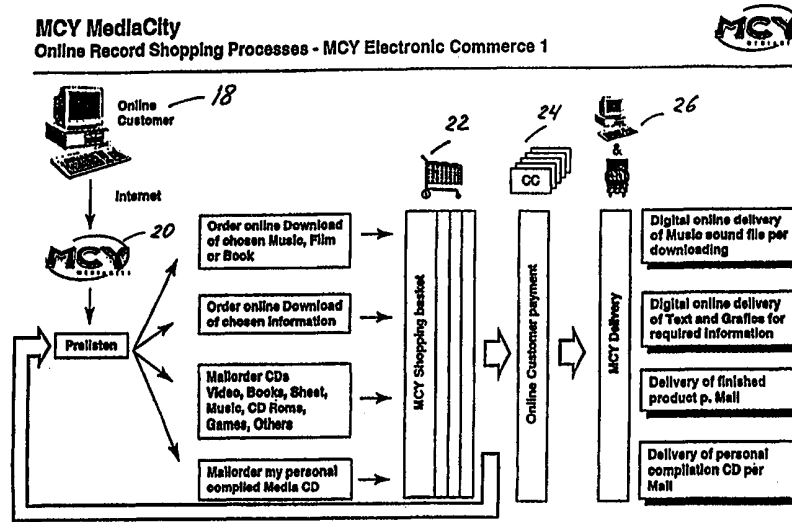 MCY MediaCity
Online Record Shopping Processes - MCY Electronic Commerce 1
MCY
Online
Customer
18
22
24
26
CC
&
Internet
MCY
20
Prelisten
Order online Download
of chosen Music, Film
or Book
Order online Download
of chosen information
Mailorder CDs
Video, Books, Sheet,
Music, CD Roms,
Games, Others
Mailorder my personal
compiled Media CD
MCY Shopping basket
Online Customer payment
MCY Delivery
Digital online delivery
of Music sound file per
downloading
Digital online delivery
of Text and Grafics for
required information
Delivery of finished
product p. Mail
Delivery of personal
compilation CD per
Mail